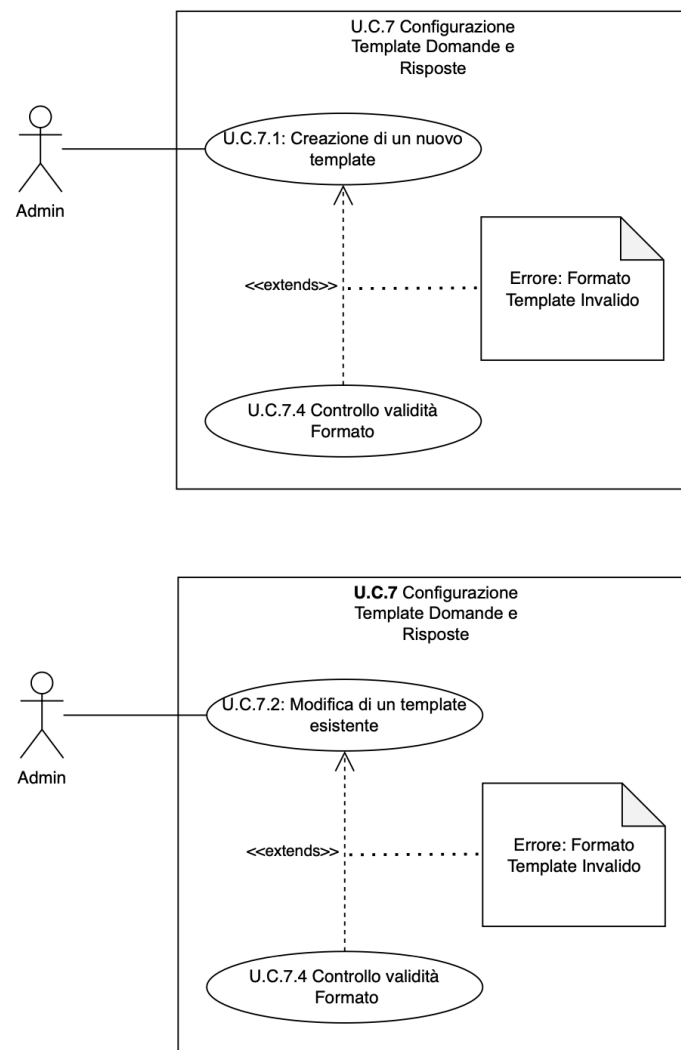 U.C.7 Configurazione
Template Domande e
Risposte
U.C.7.1: Creazione di un nuovo
template
Admin
Errore: Formato
Template Invalido
<<extends>>
U.C.7.4 Controllo validità
Formato
U.C.7 Configurazione
Template Domande e
Risposte
U.C.7.2: Modifica di un template
esistente
Admin
Errore: Formato
Template Invalido
<<extends>>
U.C.7.4 Controllo validità
Formato